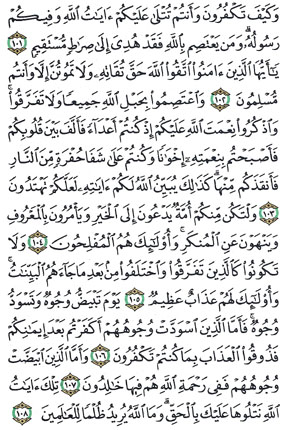 وَكَيْفَ تَكْفُرُونَ وَأَنتُمْ تُتْلَىٰ عَلَيْكُمْ ءَايَٰتُ ٱللَّهِ وَفِيكُمْ
رَسُولُهُۥ ۗ وَمَن يَعْتَصِم بِٱللَّهِ فَقَدْ هُدِىَ إِلَىٰ صِرَٰطٍ مُّسْتَقِيمٍ ١٠١
يَٰٓأَيُّهَا ٱلَّذِينَ ءَامَنُوا۟ ٱتَّقُوا۟ ٱللَّهَ حَقَّ تُقَاتِهِۦ وَلَا تَمُوتُنَّ إِلَّا وَأَنتُم
مُّسْلِمُونَ ١٠٢ وَٱعْتَصِمُوا۟ بِحَبْلِ ٱللَّهِ جَمِيعًا وَلَا تَفَرَّقُوا۟ ۚ
وَٱذْكُرُوا۟ نِعْمَتَ ٱللَّهِ عَلَيْكُمْ إِذْ كُنتُمْ أَعْدَآءً فَأَلَّفَ بَيْنَ قُلُوبِكُمْ
فَأَصْبَحْتُم بِنِعْمَتِهِۦٓ إِخْوَٰنًا وَكُنتُمْ عَلَىٰ شَفَا حُفْرَةٍ مِّنَ ٱلنَّارِ
فَأَنقَذَكُم مِّنْهَا ۗ كَذَٰلِكَ يُبَيِّنُ ٱللَّهُ لَكُمْ ءَايَٰتِهِۦ لَعَلَّكُمْ تَهْتَدُونَ
١٠٣ وَلْتَكُن مِّنكُمْ أُمَّةٌ يَدْعُونَ إِلَى ٱلْخَيْرِ وَيَأْمُرُونَ بِٱلْمَعْرُوفِ
وَيَنْهَوْنَ عَنِ ٱلْمُنكَرِ ۚ وَأُو۟لَٰٓئِكَ هُمُ ٱلْمُفْلِحُونَ ١٠٤ وَلَا
تَكُونُوا۟ كَٱلَّذِينَ تَفَرَّقُوا۟ وَٱخْتَلَفُوا۟ مِنۢ بَعْدِ مَا جَآءَهُمُ ٱلْبَيِّنَٰتُ ۚ
وَأُو۟لَٰٓئِكَ لَهُمْ عَذَابٌ عَظِيمٌ ١٠٥ يَوْمَ تَبْيَضُّ وُجُوهٌ وَتَسْوَدُّ
وُجُوهٌ ۚ فَأَمَّا ٱلَّذِينَ ٱسْوَدَّتْ وُجُوهُهُمْ أَكَفَرْتُم بَعْدَ إِيمَٰنِكُمْ
فَذُوقُوا۟ ٱلْعَذَابَ بِمَا كُنتُمْ تَكْفُرُونَ ١٠٦ وَأَمَّا ٱلَّذِينَ ٱبْيَضَّتْ
وُجُوهُهُمْ فَفِى رَحْمَةِ ٱللَّهِ هُمْ فِيهَا خَٰلِدُونَ ١٠٧ تِلْكَ ءَايَٰتُ
ٱللَّهِ نَتْلُوهَا عَلَيْكَ بِٱلْحَقِّ ۗ وَمَا ٱللَّهُ يُرِيدُ ظُلْمًا لِّلْعَٰلَمِينَ ١٠٨